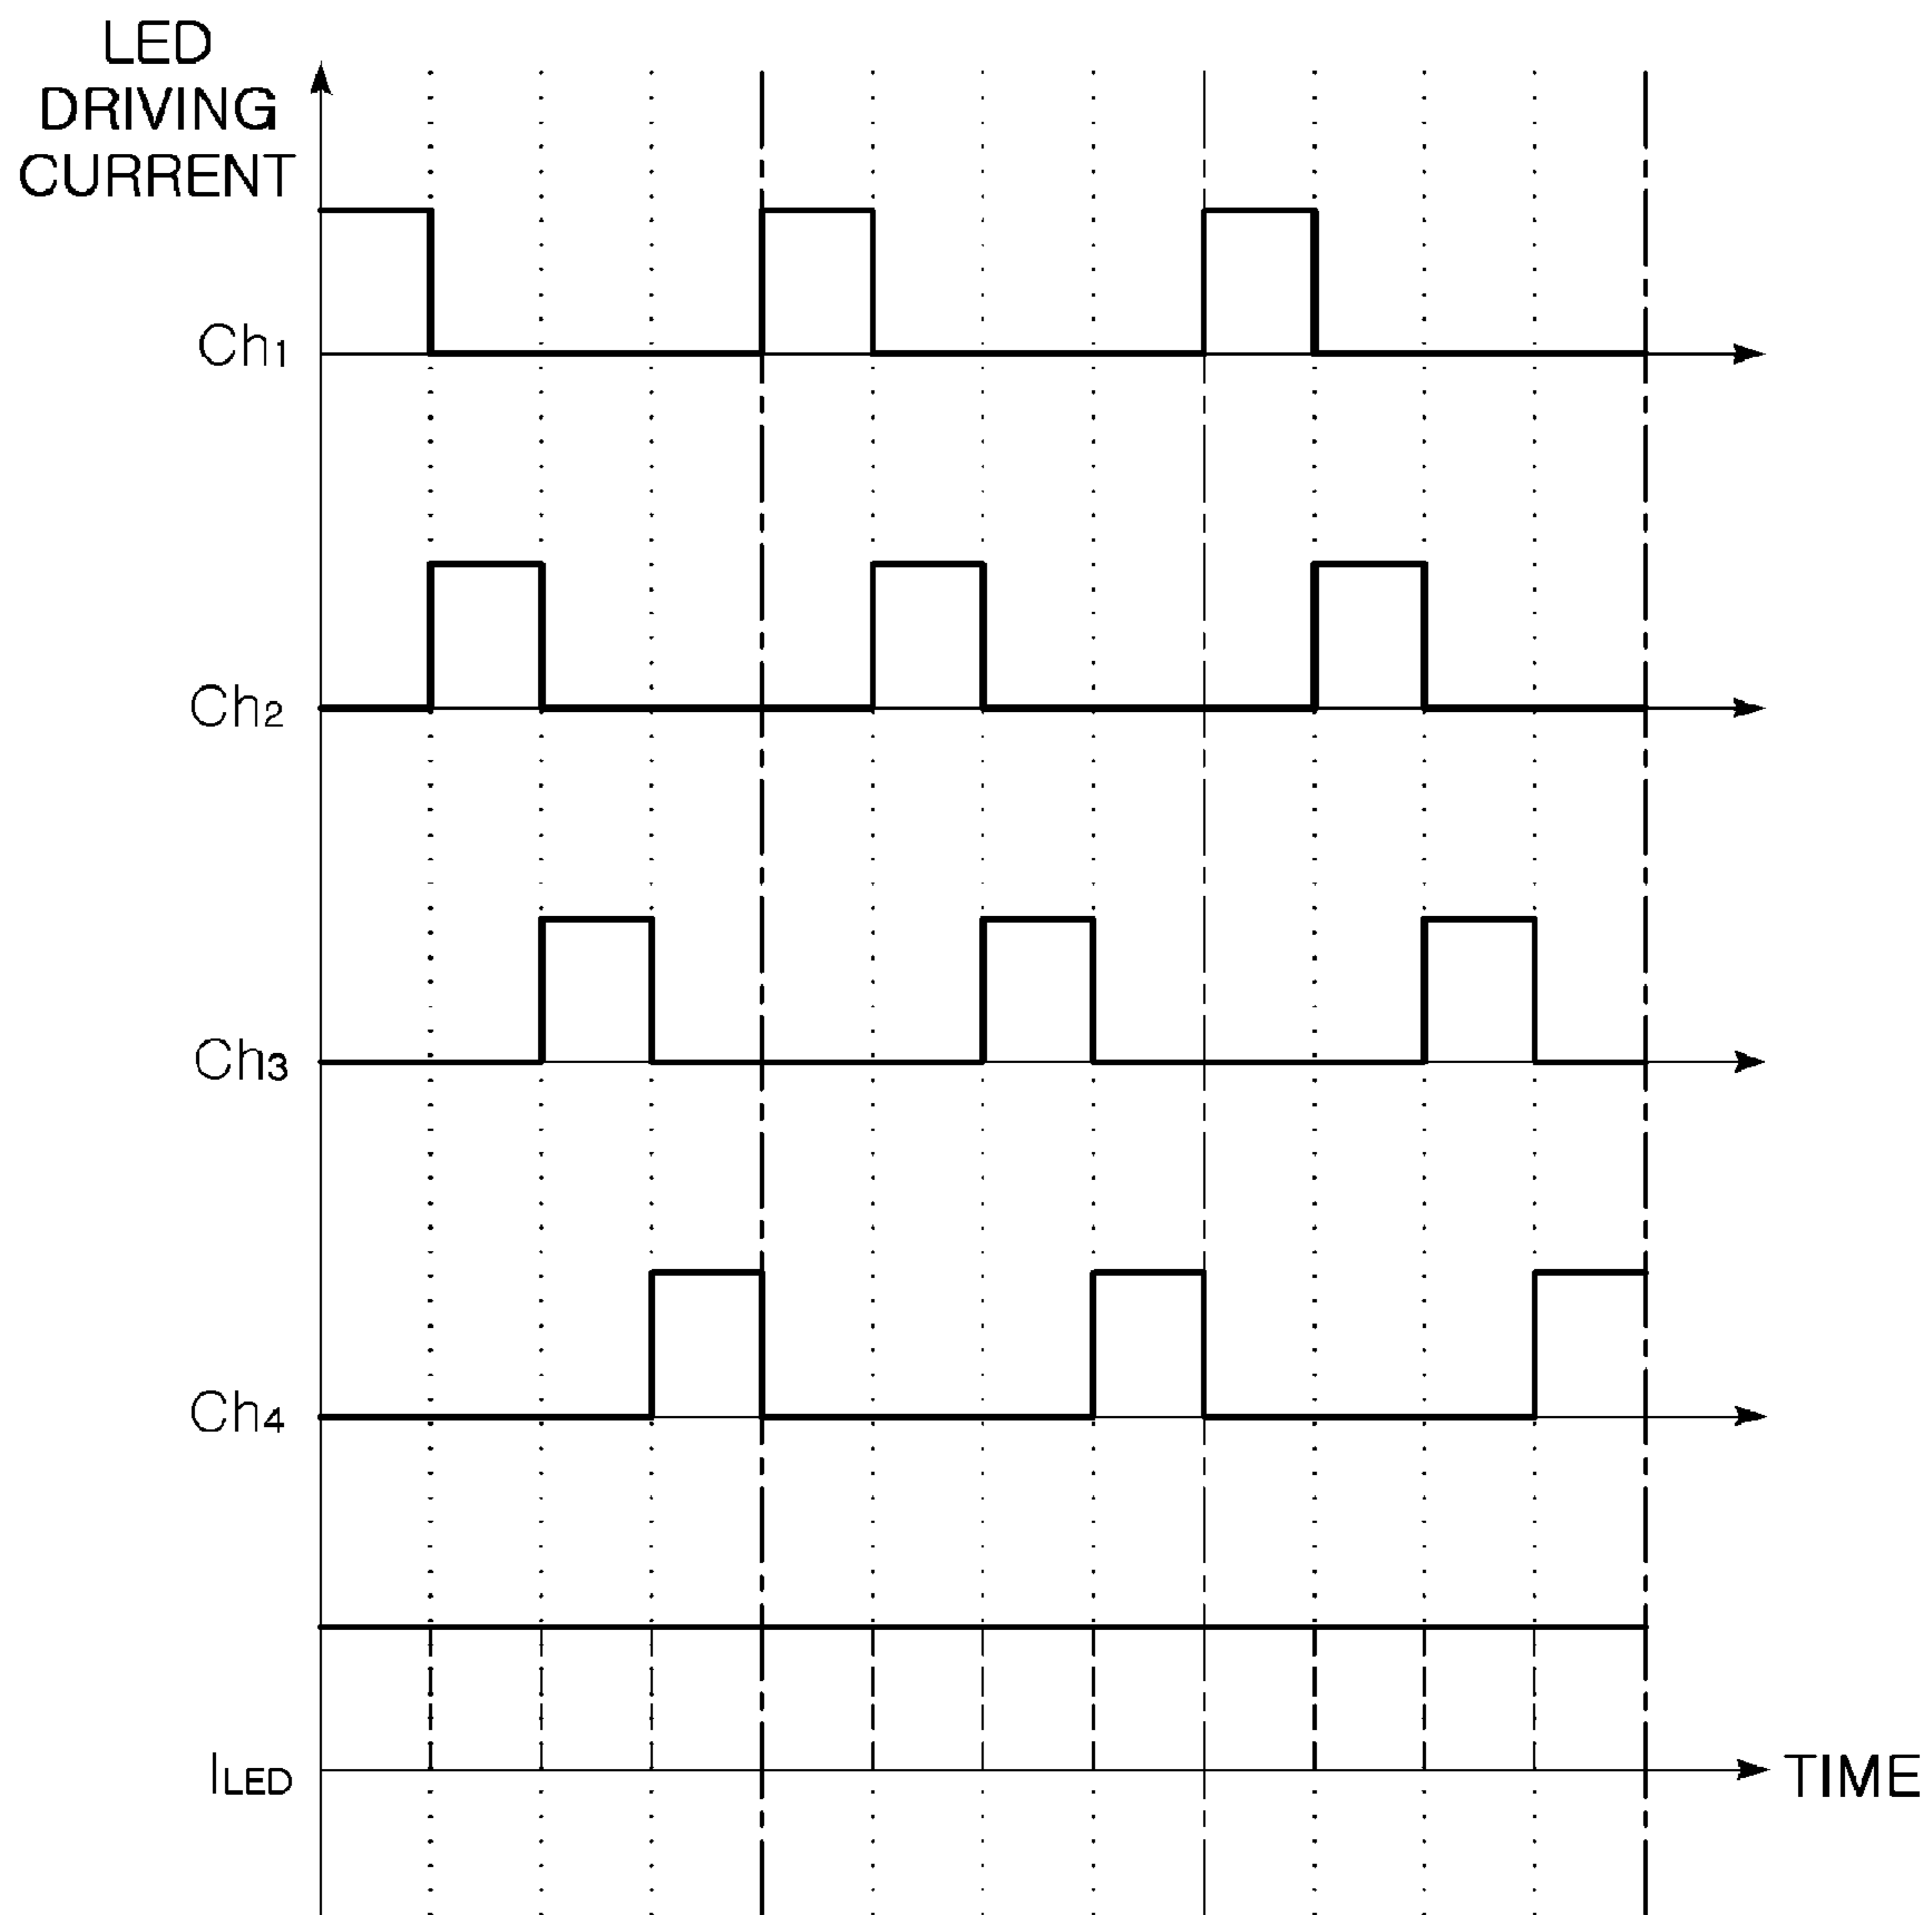 LED
DRIVING
CURRENT
Ch1
Ch2
Ch3
Ch4
ILED
TIME